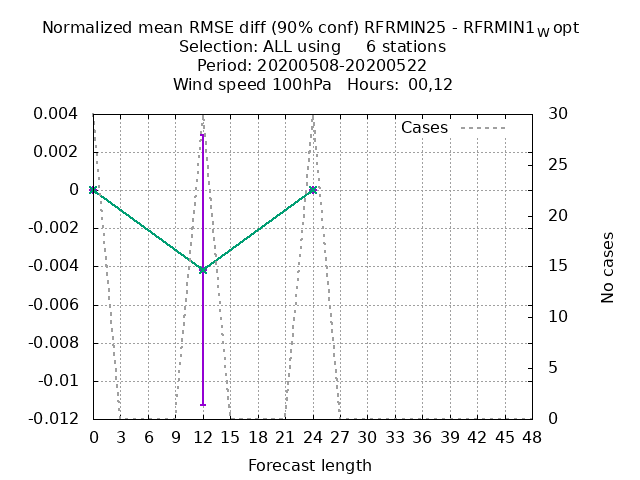 Normalized mean RMSE diff (90% conf) RFRMIN25 - RFRMIN1_W opt
Selection: ALL using 6 stations
Period: 20200508-20200522
Wind speed 100hPa Hours: 00,12
Cases
0.004
0.002
0
-0.002
-0.004
-0.006
-0.008
-0.01
-0.012
30
25
20
15
10
5
0
No cases
0 3 6 9 12 15 18 21 24 27 30 33 36 39 42 45 48
Forecast length